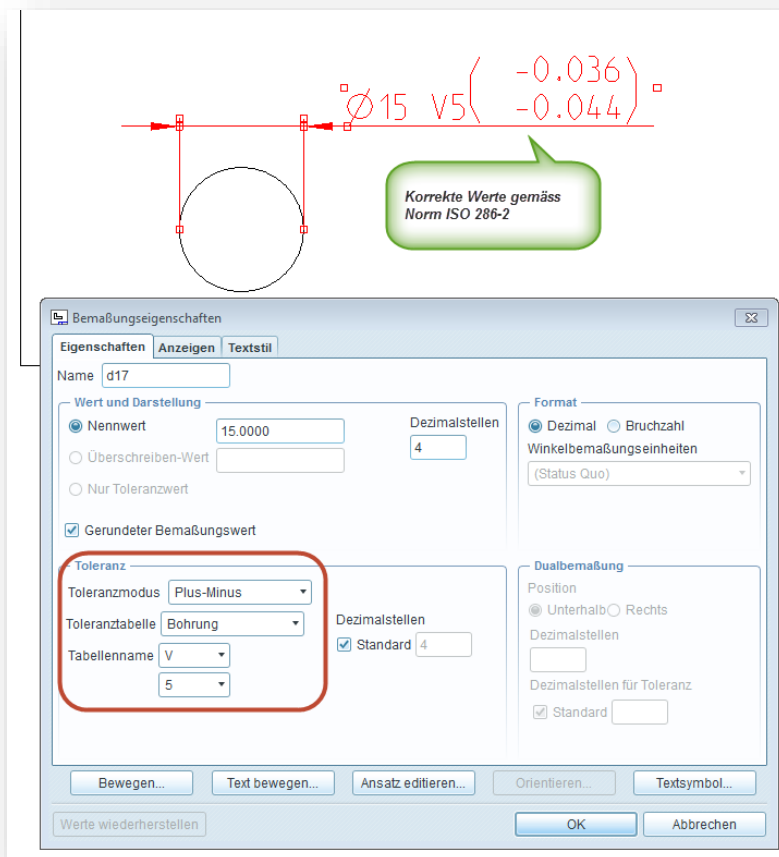 -0.036
Ø15 V5( )
-0.044
Korrekte Werte gemäss
Norm ISO 286-2
Bemaßungseigenschaften
Eigenschaften Anzeigen Textstil
Name d17
Wert und Darstellung
Nennwert 15.0000
Dezimalstellen
4
Überschreiben-Wert
Nur Toleranzwert
Gerundeter Bemaßungswert
Format
Dezimal Bruchzahl
Winkelbemaßungseinheiten
(Status Quo)
Toleranz
Toleranzmodus Plus-Minus
Toleranztabelle Bohrung
Tabellenname V
5
Dezimalstellen
Standard 4
Dualbemaßung
Position
Unterhalb Rechts
Dezimalstellen
Dezimalstellen für Toleranz
Standard
Bewegen... Text bewegen... Ansatz editieren... Orientieren... Textsymbol...
Werte wiederherstellen OK Abbrechen